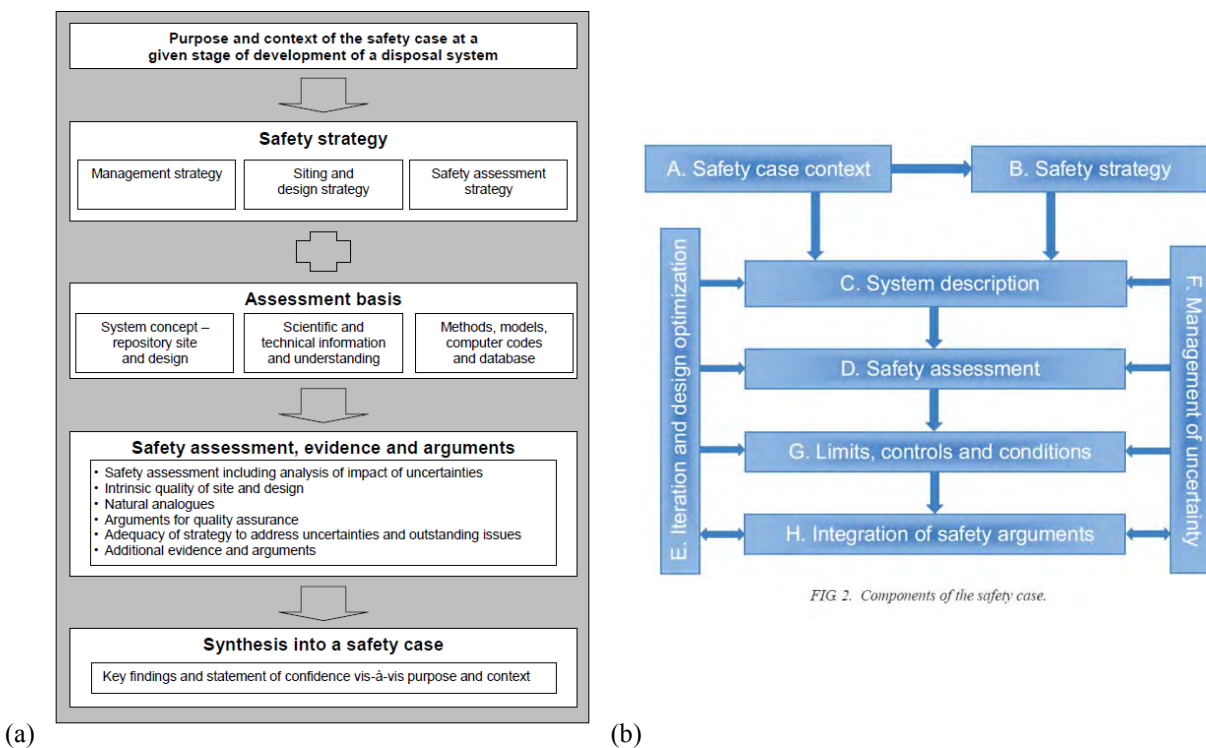 Purpose and context of the safety case at a
given stage of development of a disposal system
Safety strategy
Management strategy
Siting and
design strategy
Safety assessment
strategy
Assessment basis
System concept –
repository site
and design
Scientific and
technical information
and understanding
Methods, models,
computer codes
and database
Safety assessment, evidence and arguments
• Safety assessment including analysis of impact of uncertainties
• Intrinsic quality of site and design
• Natural analogues
• Arguments for quality assurance
• Adequacy of strategy to address uncertainties and outstanding issues
• Additional evidence and arguments
Synthesis into a safety case
Key findings and statement of confidence vis-à-vis purpose and context
(a)
A. Safety case context
B. Safety strategy
E. Iteration and design optimization
C. System description
D. Safety assessment
G. Limits, controls and conditions
H. Integration of safety arguments
F. Management of uncertainty
FIG 2. Components of the safety case.
(b)